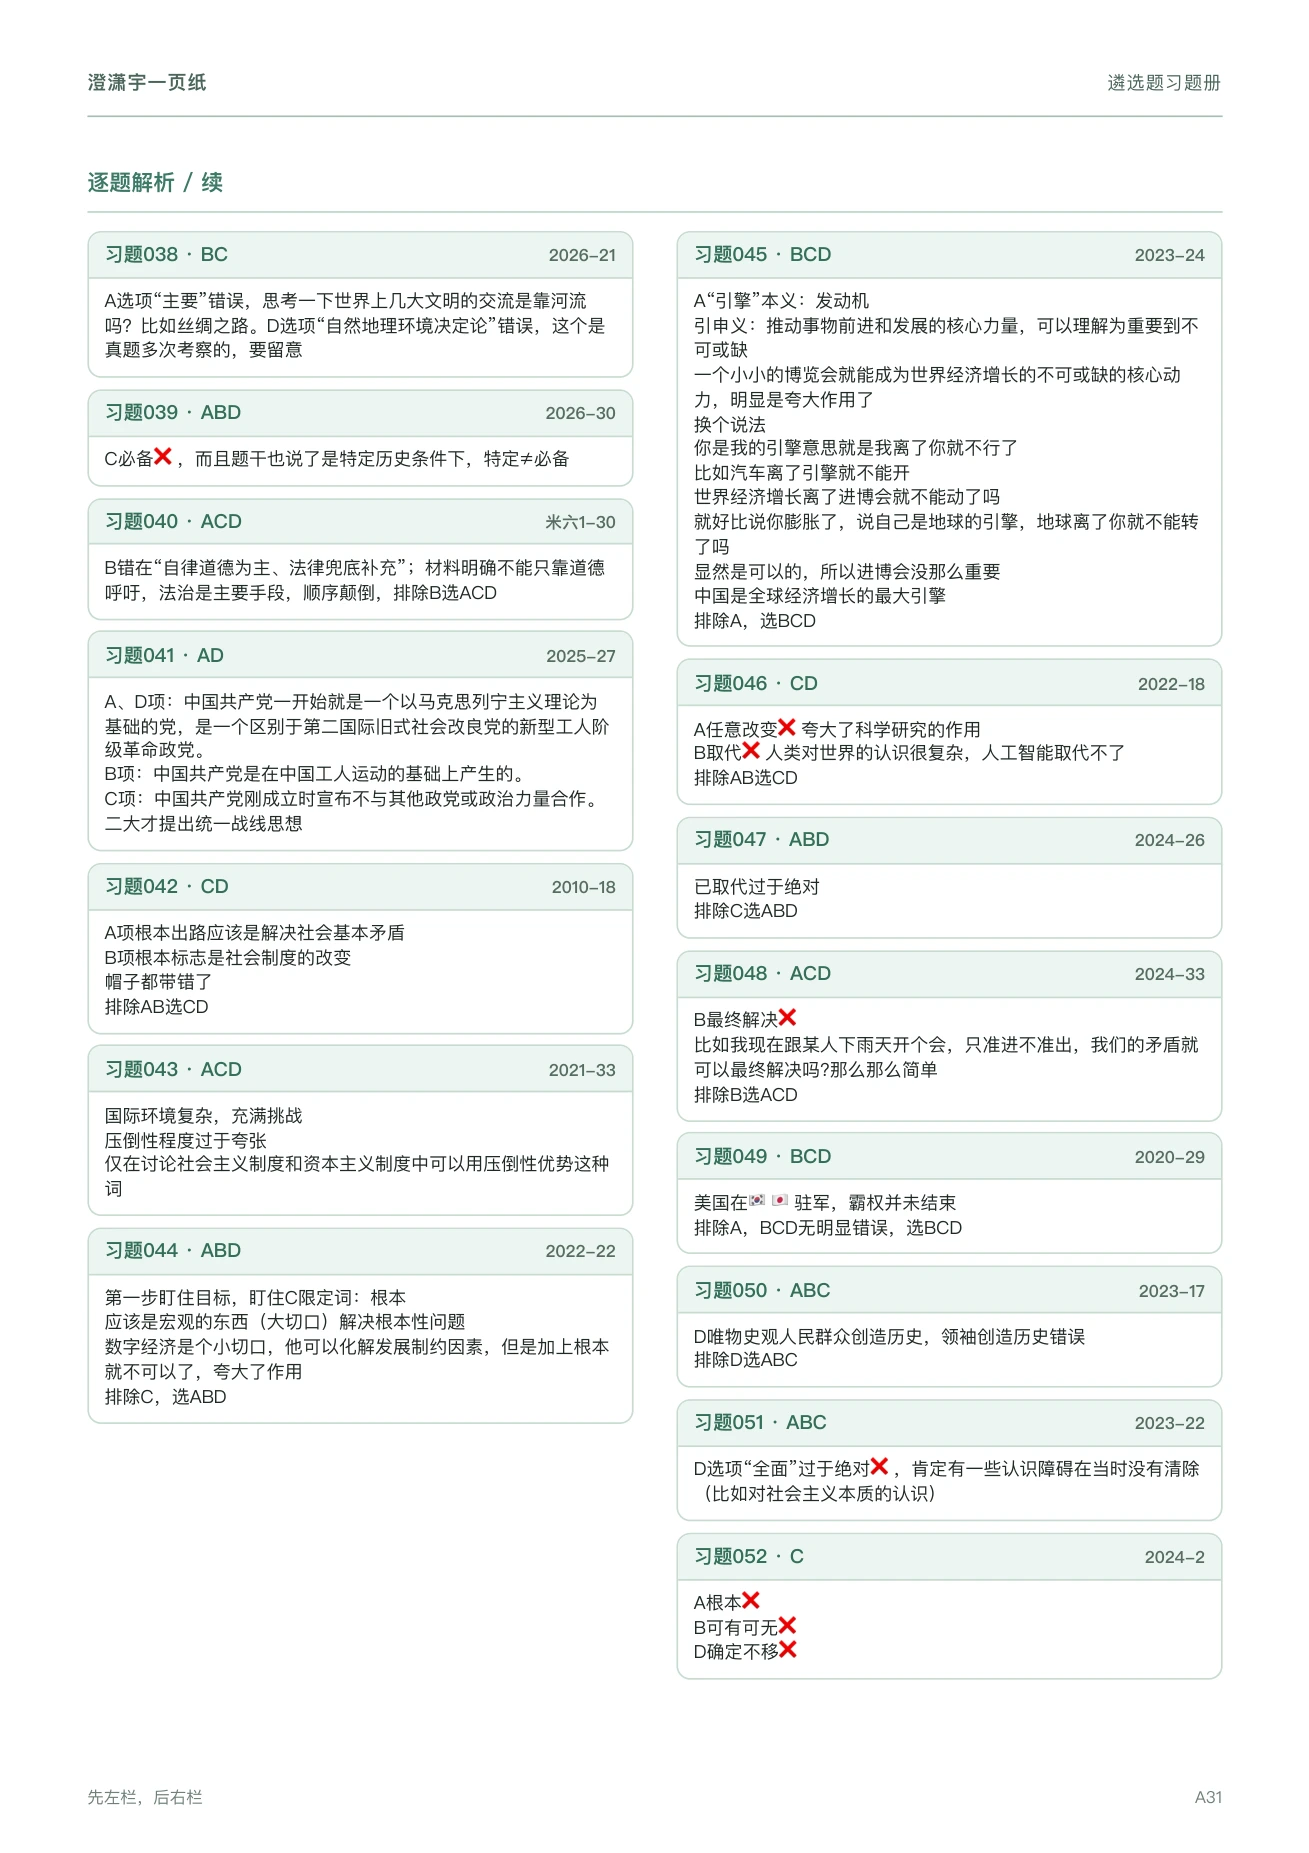 澄潇宇一页纸
遴选题习题册
逐题解析 / 续
习题038 · BC
2026-21
A选项“主要”错误，思考一下世界上几大文明的交流是靠河流
吗？比如丝绸之路。D选项“自然地理环境决定论”错误，这个是
真题多次考察的，要留意
习题039 · ABD
2026-30
C必备❌，而且题干也说了是特定历史条件下，特定≠必备
习题040 · ACD
米六1-30
B错在“自律道德为主、法律兜底补充”；材料明确不能只靠道德
呼吁，法治是主要手段，顺序颠倒，排除B选ACD
习题041 · AD
2025-27
A、D项：中国共产党一开始就是一个以马克思列宁主义理论为
基础的党，是一个区别于第二国际旧式社会改良党的新型工人阶
级革命政党。
B项：中国共产党是在中国工人运动的基础上产生的。
C项：中国共产党刚成立时宣布不与其他政党或政治力量合作。
二大才提出统一战线思想
习题042 · CD
2010-18
A项根本出路应该是解决社会基本矛盾
B项根本标志是社会制度的改变
帽子都带错了
排除AB选CD
习题043 · ACD
2021-33
国际环境复杂，充满挑战
压倒性程度过于夸张
仅在讨论社会主义制度和资本主义制度中可以用压倒性优势这种
词
习题044 · ABD
2022-22
第一步盯住目标，盯住C限定词：根本
应该是宏观的东西（大切口）解决根本性问题
数字经济是个小切口，他可以化解发展制约因素，但是加上根本
就不可以了，夸大了作用
排除C，选ABD
习题045 · BCD
2023-24
A“引擎”本义：发动机
引申义：推动事物前进和发展的核心力量，可以理解为重要到不
可或缺
一个小小的博览会就能成为世界经济增长的不可或缺的核心动
力，明显是夸大作用了
换个说法
你是我的引擎意思就是我离了你就不行了
比如汽车离了引擎就不能开
世界经济增长离了进博会就不能动了吗
就好比说你膨胀了，说自己是地球的引擎，地球离了你就不能转
了吗
显然是可以的，所以进博会没那么重要
中国是全球经济增长的最大引擎
排除A，选BCD
习题046 · CD
2022-18
A任意改变❌ 夸大了科学研究的作用
B取代❌ 人类对世界的认识很复杂，人工智能取代不了
排除AB选CD
习题047 · ABD
2024-26
已取代过于绝对
排除C选ABD
习题048 · ACD
2024-33
B最终解决❌
比如我现在跟某人下雨天开个会，只准进不准出，我们的矛盾就
可以最终解决吗?那么那么简单
排除B选ACD
习题049 · BCD
2020-29
美国在🇰🇷 🇯🇵 驻军，霸权并未结束
排除A，BCD无明显错误，选BCD
习题050 · ABC
2023-17
D唯物史观人民群众创造历史，领袖创造历史错误
排除D选ABC
习题051 · ABC
2023-22
D选项“全面”过于绝对❌，肯定有一些认识障碍在当时没有清除
（比如对社会主义本质的认识）
习题052 · C
2024-2
A根本❌
B可有可无❌
D确定不移❌
先左栏，后右栏
A31